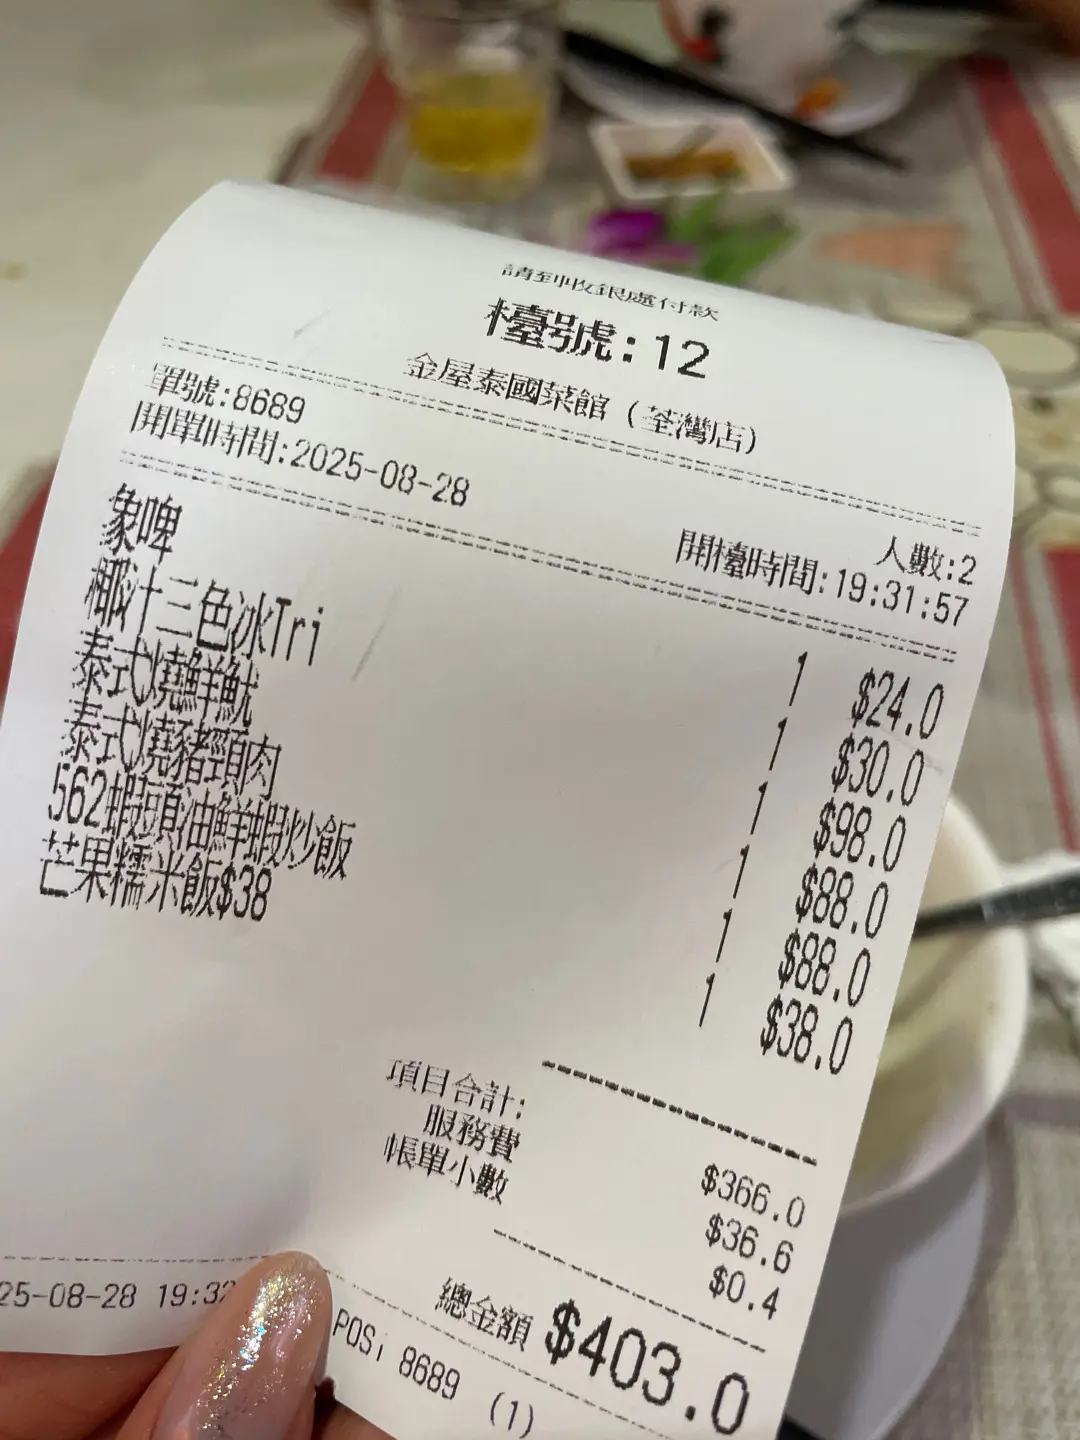 請到收銀處付款
檯號:12
金屋泰國菜館(荃灣店)
單號:8689 人數:2
開單時間:2025-08-28 開檯時間:19:31:57
象啤 1 $24.0
椰汁三色冰Tri 1 $30.0
泰式燒鮮魷 1 $98.0
泰式燒豬頸肉 1 $88.0
562蝦頭油鮮蝦炒飯 1 $88.0
芒果糯米飯$38 1 $38.0
項目合計: $366.0
服務費 $36.6
帳單小數 $0.4
總金額 $403.0
25-08-28 19:32 POS; 8689 (1)